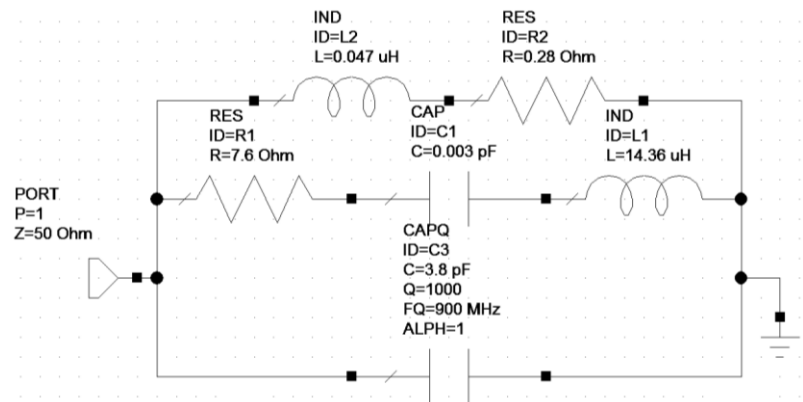 IND
ID=L2
L=0.047 uH
RES
ID=R2
R=0.28 Ohm
RES
ID=R1
R=7.6 Ohm
CAP
ID=C1
C=0.003 pF
IND
ID=L1
L=14.36 uH
PORT
P=1
Z=50 Ohm
CAPQ
ID=C3
C=3.8 pF
Q=1000
FQ=900 MHz
ALPH=1